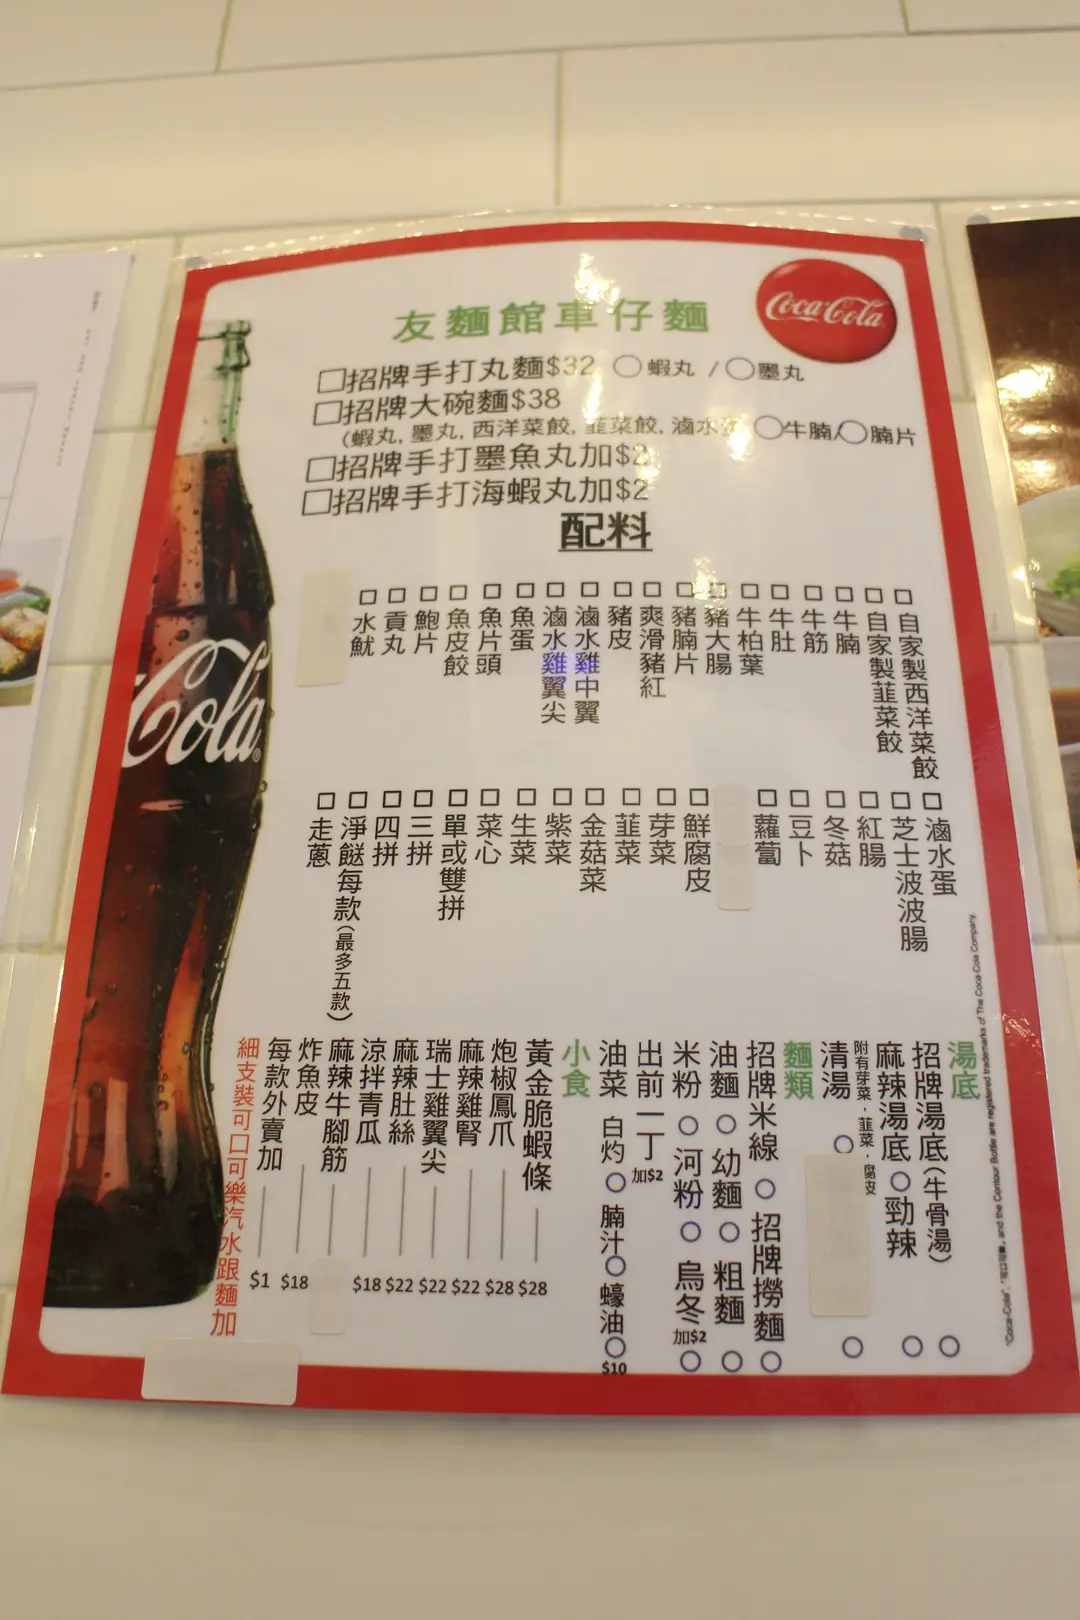 友麵館車仔麵
Coca-Cola
□招牌手打丸麵$32 ○蝦丸 / ○墨丸
□招牌大碗麵$38
(蝦丸, 墨丸, 西洋菜餃, 韮菜餃, 滷水 ○牛腩/○腩片
□招牌手打墨魚丸加$2
□招牌手打海蝦丸加$2
配料
□自家製西洋菜餃
□自家製韮菜餃
□牛腩
□牛筋
□牛肚
□牛柏葉
□豬大腸
□豬腩片
□爽滑豬紅
□豬皮
□滷水雞中翼
□滷水雞翼尖
□魚蛋
□魚片頭
□魚皮餃
□鮑片
□貢丸
□水魷
□滷水蛋
□芝士波波腸
□紅腸
□冬菇
□豆卜
□蘿蔔
□鮮腐皮
□芽菜
□韮菜
□金菇菜
□紫菜
□生菜
□菜心
□單或雙拼
□三拼
□四拼
□淨餸每款(最多五款)
□走蔥
湯底
招牌湯底(牛骨湯) ○
麻辣湯底○勁辣 ○
附有芽菜，韮菜，腐皮
清湯 ○ ○
麵類
招牌米線 ○ 招牌撈麵 ○
油麵 ○ 幼麵 ○ 粗麵 ○
米粉 ○ 河粉 ○ 烏冬加$2 ○
出前一丁加$2
油菜 白灼 ○ 腩汁○ 蠔油○ $10
小食
黃金脆蝦條 $28
炮椒鳳爪 $28
麻辣雞腎 $22
瑞士雞翼尖 $22
麻辣肚絲 $22
涼拌青瓜 $18
麻辣牛腳筋
炸魚皮 $18
每款外賣加 $1
細支裝可口可樂汽水跟麵加
Cola